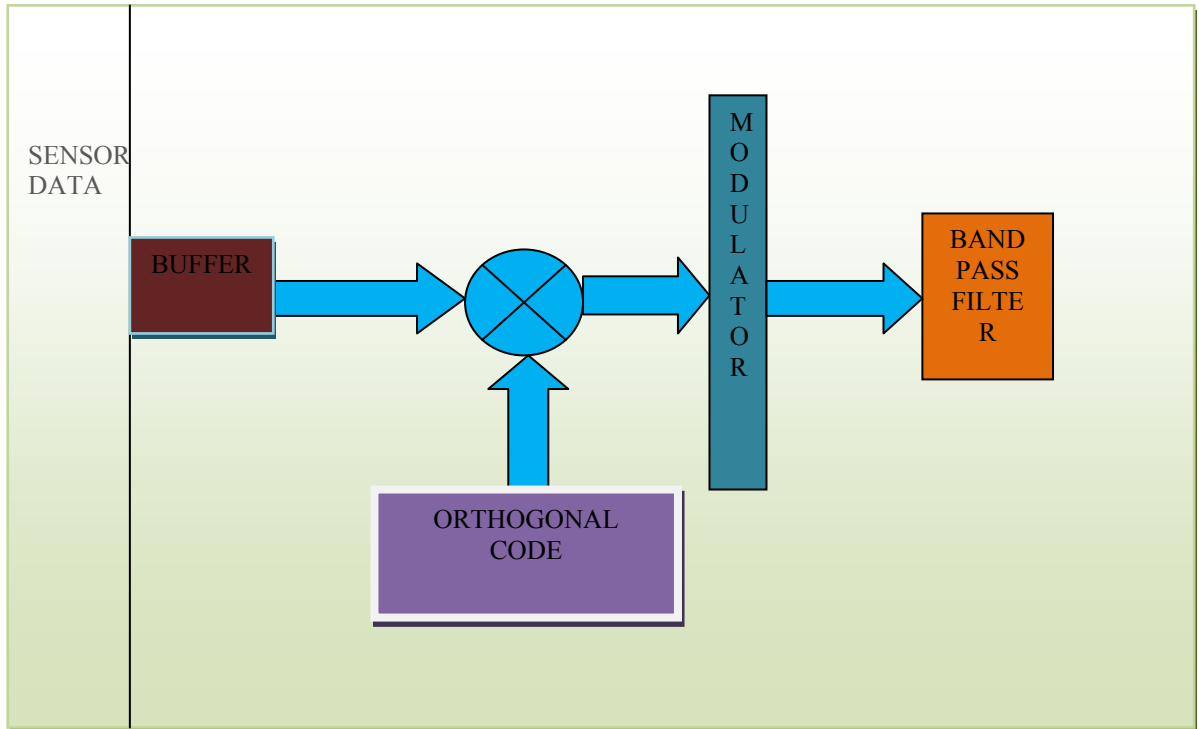 SENSOR
DATA
BUFFER
M
O
D
U
L
A
T
O
R
BAND
PASS
FILTE
R
ORTHOGONAL
CODE